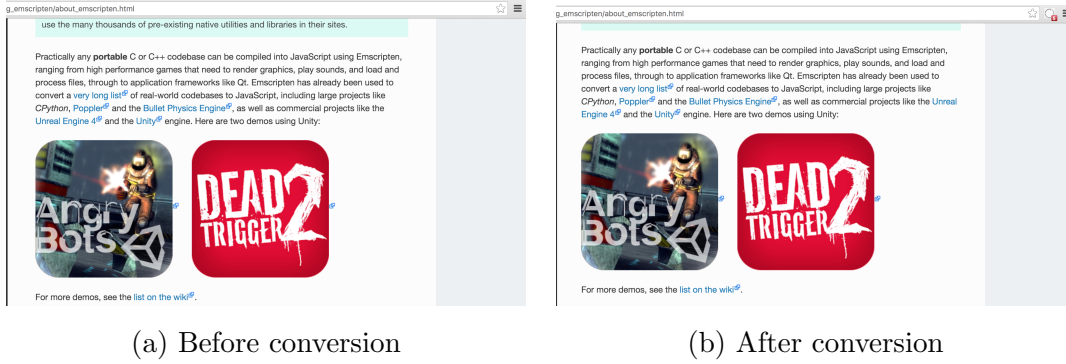 g_emscripten/about_emscripten.html
use the many thousands of pre-existing native utilities and libraries in their sites.
Practically any portable C or C++ codebase can be compiled into JavaScript using Emscripten,
ranging from high performance games that need to render graphics, play sounds, and load and
process files, through to application frameworks like Qt. Emscripten has already been used to
convert a very long list of real-world codebases to JavaScript, including large projects like
CPython, Poppler and the Bullet Physics Engine, as well as commercial projects like the
Unreal Engine 4 and the Unity engine. Here are two demos using Unity:
Angry
Bots
DEAD
TRIGGER 2
For more demos, see the list on the wiki.
(a) Before conversion
g_emscripten/about_emscripten.html
Practically any portable C or C++ codebase can be compiled into JavaScript using Emscripten,
ranging from high performance games that need to render graphics, play sounds, and load and
process files, through to application frameworks like Qt. Emscripten has already been used to
convert a very long list of real-world codebases to JavaScript, including large projects like
CPython, Poppler and the Bullet Physics Engine, as well as commercial projects like the Unreal
Engine 4 and the Unity engine. Here are two demos using Unity:
Angry
Bots
DEAD
TRIGGER 2
For more demos, see the list on the wiki.
(b) After conversion